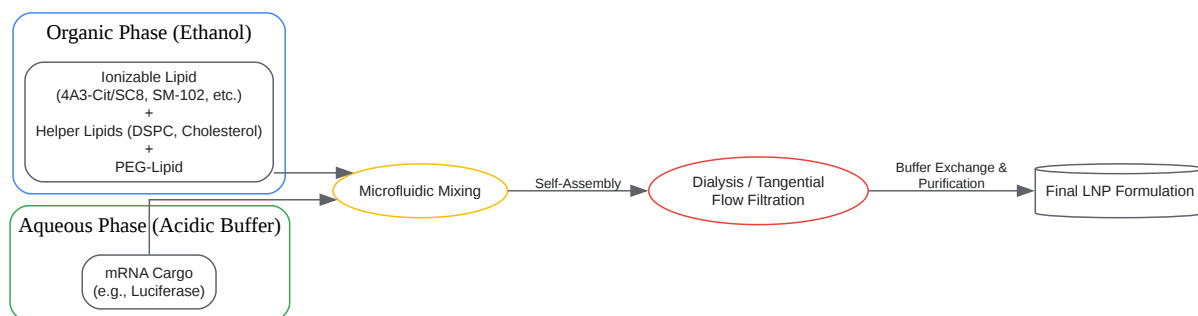 Organic Phase (Ethanol)
Ionizable Lipid
(4A3-Cit/SC8, SM-102, etc.)
+
Helper Lipids (DSPC, Cholesterol)
+
PEG-Lipid
Aqueous Phase (Acidic Buffer)
mRNA Cargo
(e.g., Luciferase)
Microfluidic Mixing
Self-Assembly
Dialysis / Tangential
Flow Filtration
Buffer Exchange &
Purification
Final LNP Formulation